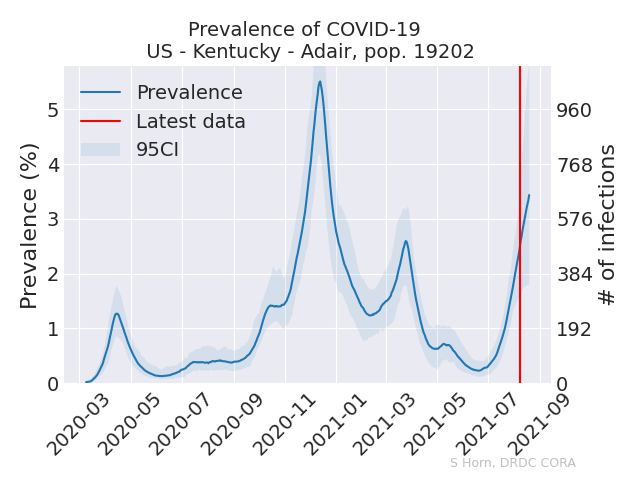 Prevalence of COVID-19
US - Kentucky - Adair, pop. 19202
Prevalence
Latest data
95CI
Prevalence (%)
5
4
3
2
1
0
960
768
576
384
192
0
# of infections
2020-03
2020-05
2020-07
2020-09
2020-11
2021-01
2021-03
2021-05
2021-07
2021-09
S Horn, DRDC CORA